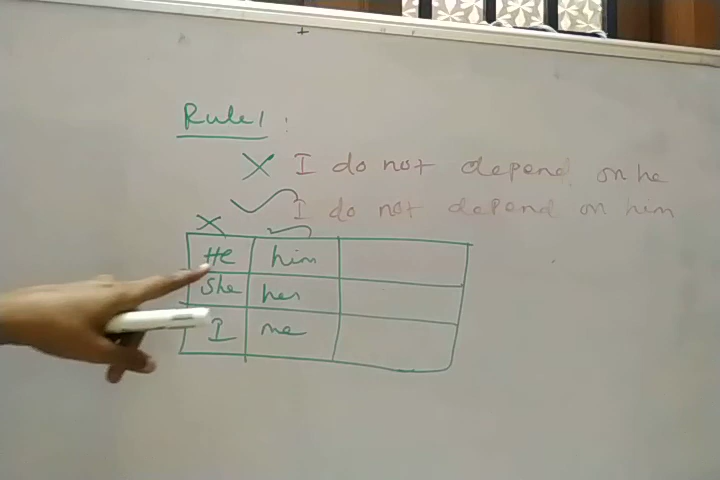 Rule 1 :
X I do not depend on he
✓ I do not depend on him
X ✓
He him
She her
I me